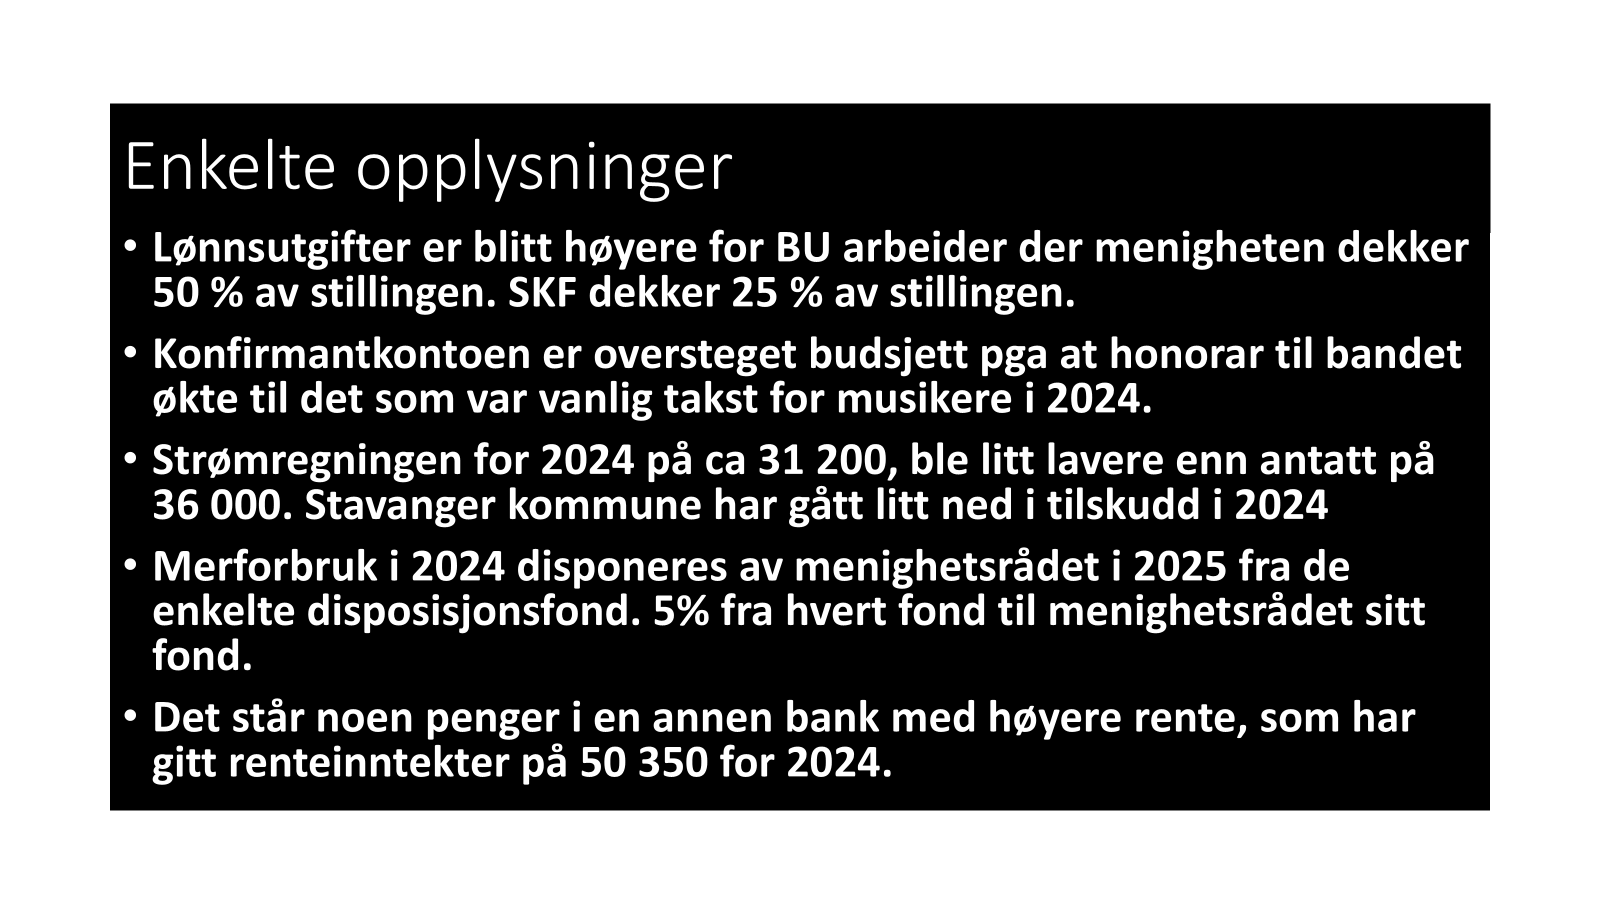 Enkelte opplysninger
• Lønnsutgifter er blitt høyere for BU arbeider der menigheten dekker
50 % av stillingen. SKF dekker 25 % av stillingen.
• Konfirmantkontoen er oversteget budsjett pga at honorar til bandet
økte til det som var vanlig takst for musikere i 2024.
• Strømregningen for 2024 på ca 31 200, ble litt lavere enn antatt på
36 000. Stavanger kommune har gått litt ned i tilskudd i 2024
• Merforbruk i 2024 disponeres av menighetsrådet i 2025 fra de
enkelte disposisjonsfond. 5% fra hvert fond til menighetsrådet sitt
fond.
• Det står noen penger i en annen bank med høyere rente, som har
gitt renteinntekter på 50 350 for 2024.